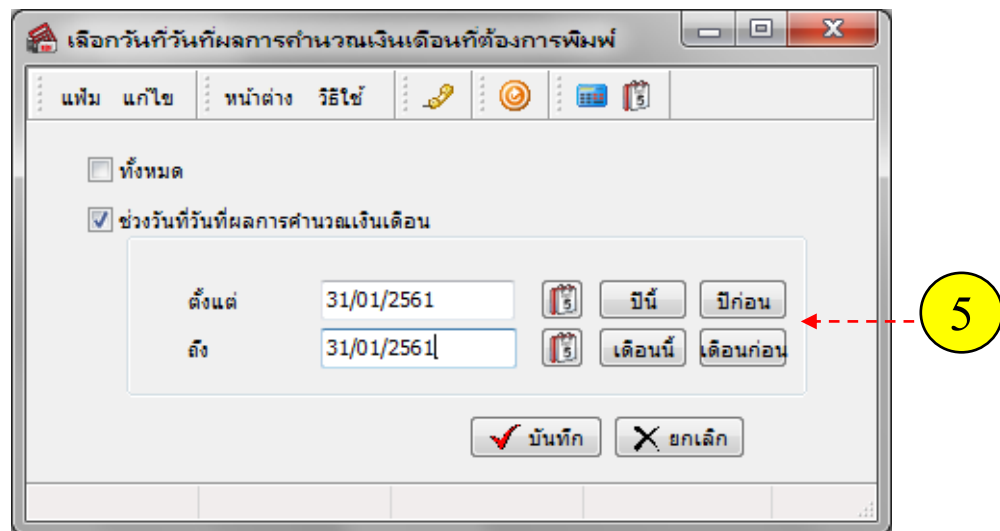 เลือกวันที่วันที่ผลการคำนวณเงินเดือนที่ต้องการพิมพ์
แฟ้ม แก้ไข หน้าต่าง วิธีใช้
ทั้งหมด
ช่วงวันที่วันที่ผลการคำนวณเงินเดือน
ตั้งแต่ 31/01/2561 5 ปีนี้ ปีก่อน
5
ถึง 31/01/2561 5 เดือนนี้ เดือนก่อน
บันทึก ยกเลิก